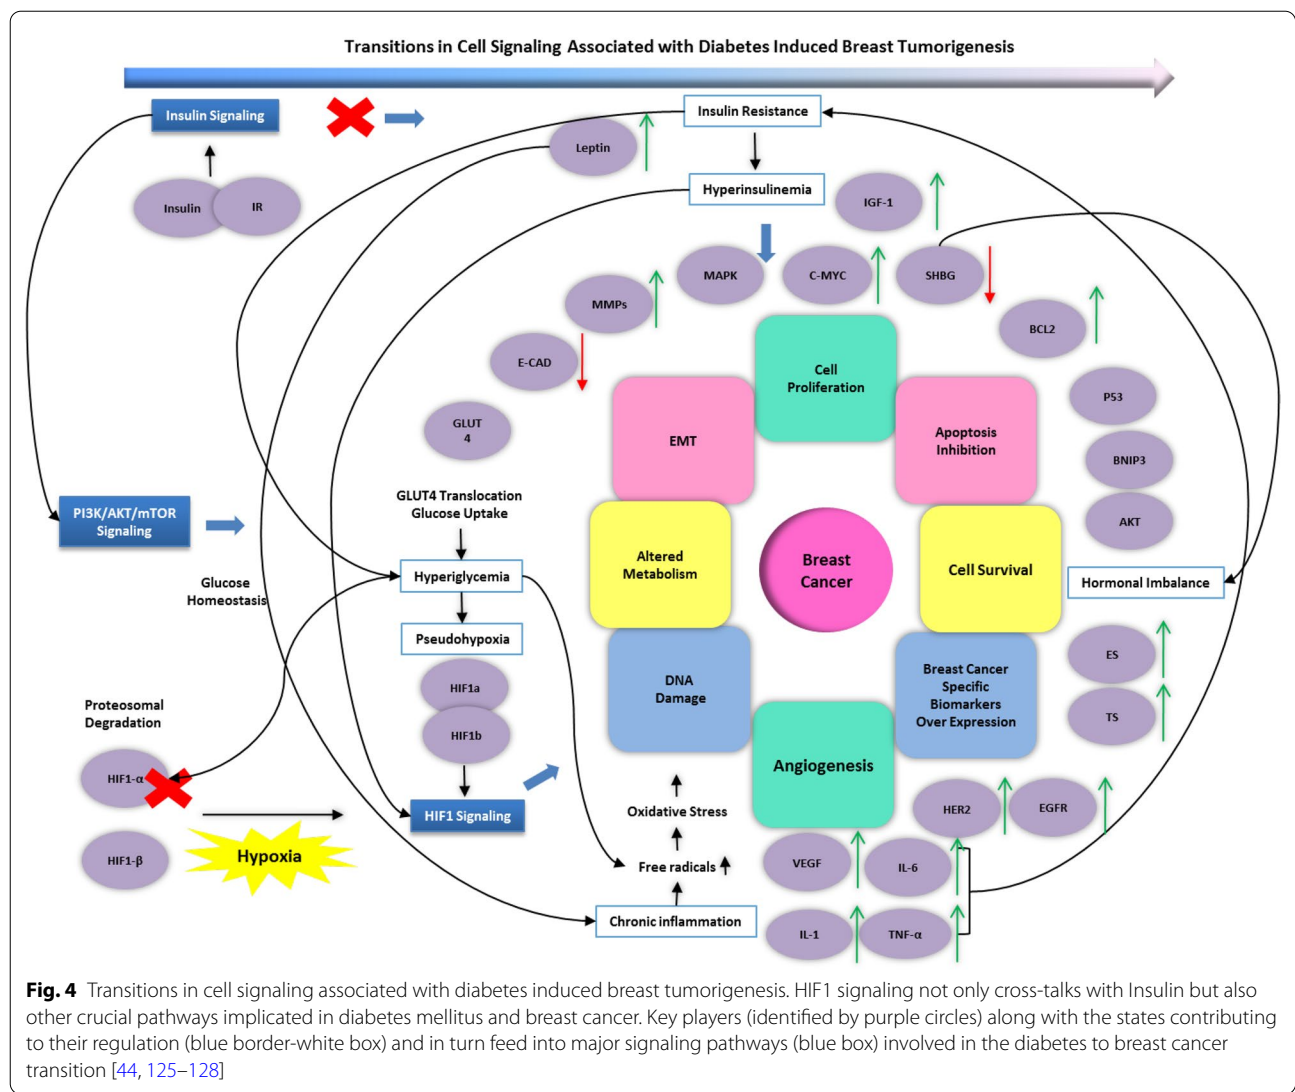 Transitions in Cell Signaling Associated with Diabetes Induced Breast Tumorigenesis
Insulin Signaling
Insulin Resistance
Leptin
Insulin
IR
Hyperinsulinemia
IGF-1
MAPK
C-MYC
SHBG
MMPs
BCL2
E-CAD
Cell
Proliferation
P53
GLUT
4
EMT
Apoptosis
Inhibition
BNIP3
AKT
PI3K/AKT/mTOR
Signaling
GLUT4 Translocation
Glucose Uptake
Altered
Metabolism
Breast
Cancer
Cell Survival
Hormonal Imbalance
Glucose
Homeostasis
Hyperiglycemia
Pseudohypoxia
HIF1a
HIF1b
DNA
Damage
Breast Cancer
Specific
Biomarkers
Over Expression
ES
TS
Proteosomal
Degradation
HIF1-α
HIF1-β
Hypoxia
HIF1 Signaling
Angiogenesis
Oxidative Stress
Free radicals
Chronic inflammation
HER2
EGFR
VEGF
IL-6
IL-1
TNF-α
Fig. 4 Transitions in cell signaling associated with diabetes induced breast tumorigenesis. HIF1 signaling not only cross-talks with Insulin but also
other crucial pathways implicated in diabetes mellitus and breast cancer. Key players (identified by purple circles) along with the states contributing
to their regulation (blue border-white box) and in turn feed into major signaling pathways (blue box) involved in the diabetes to breast cancer
transition [44, 125–128]